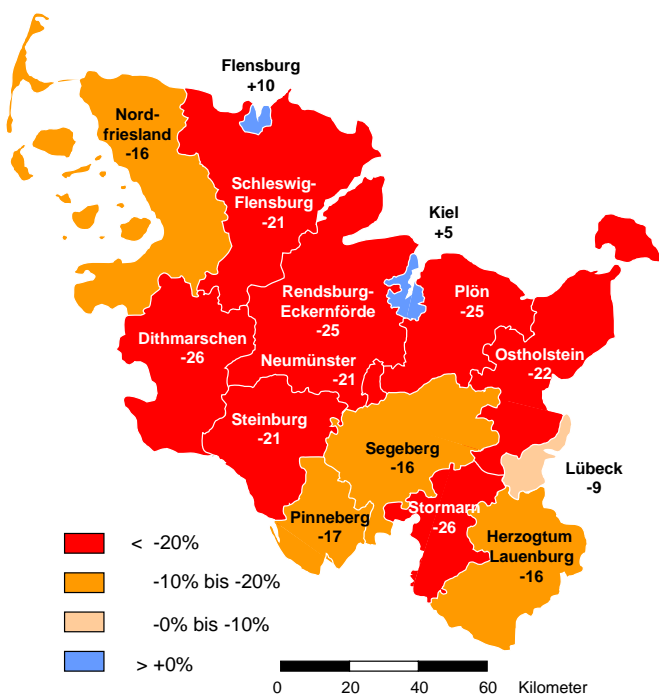 Flensburg
+10
Nord-
friesland
-16
Schleswig-
Flensburg
-21
Kiel
+5
Rendsburg-
Eckernförde
-25
Plön
-25
Dithmarschen
-26
Neumünster
-21
Ostholstein
-22
Steinburg
-21
Segeberg
-16
Lübeck
-9
Pinneberg
-17
Stormarn
-26
Herzogtum
Lauenburg
-16
< -20%
-10% bis -20%
-0% bis -10%
> +0%
0 20 40 60 Kilometer